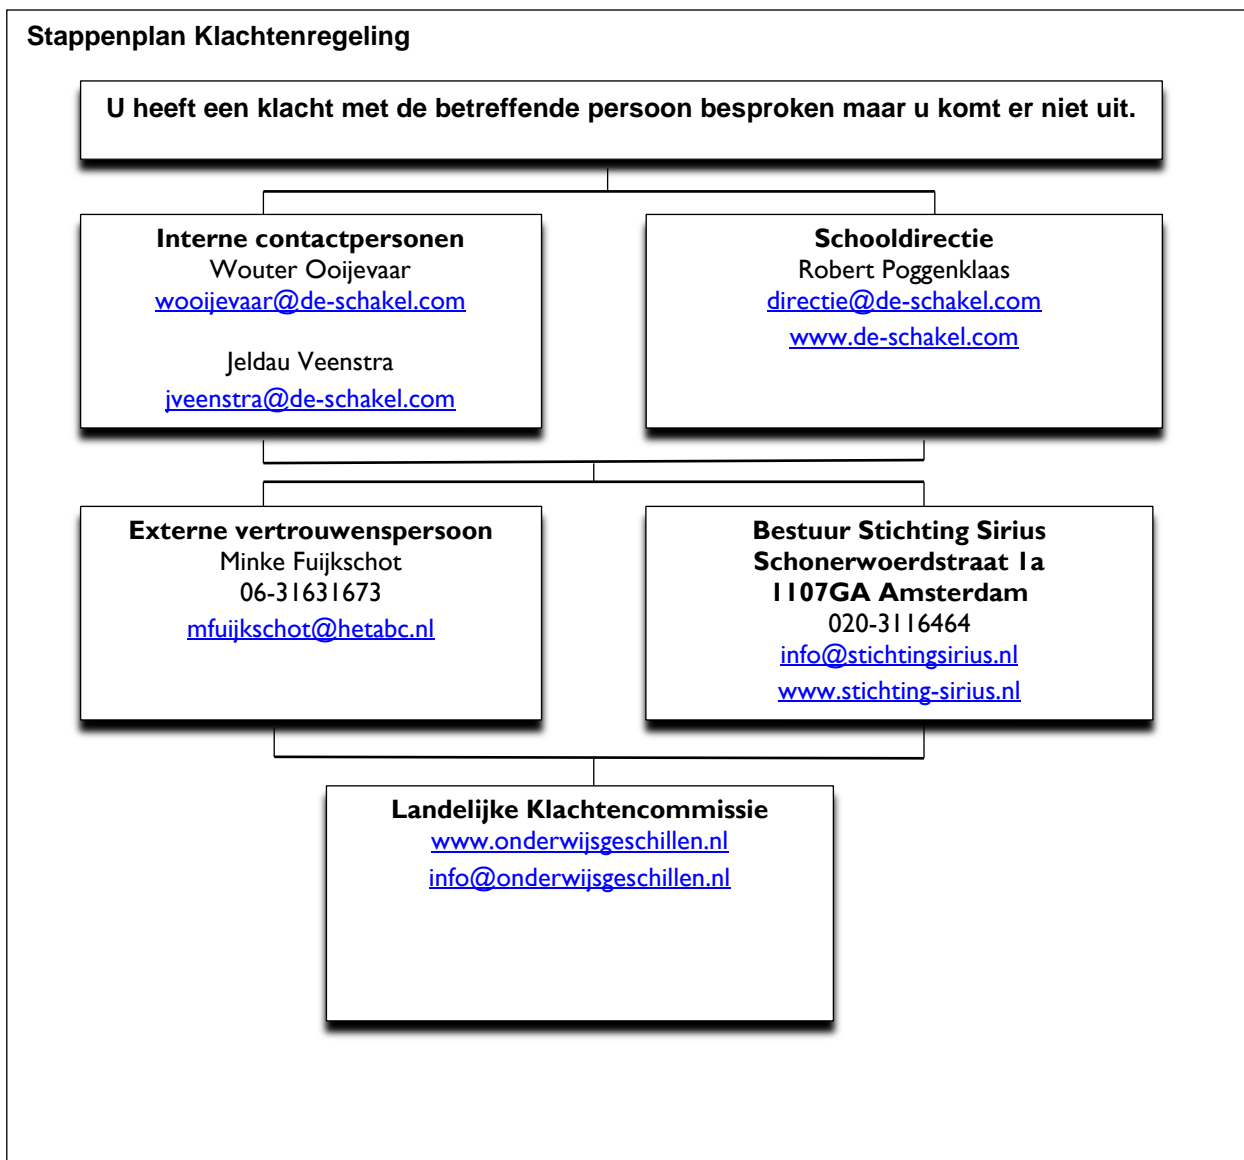 Stappenplan Klachtenregeling
U heeft een klacht met de betreffende persoon besproken maar u komt er niet uit.
Interne contactpersonen
Wouter Ooijevaar
wooijevaar@de-schakel.com
Jeldau Veenstra
jveenstra@de-schakel.com
Schooldirectie
Robert Poggenklaas
directie@de-schakel.com
www.de-schakel.com
Externe vertrouwenspersoon
Minke Fuijkschot
06-31631673
mfuijkschot@hetabc.nl
Bestuur Stichting Sirius
Schonerwoerdstraat 1a
1107GA Amsterdam
020-3116464
info@stichtingsirius.nl
www.stichting-sirius.nl
Landelijke Klachtencommissie
www.onderwijsgeschillen.nl
info@onderwijsgeschillen.nl